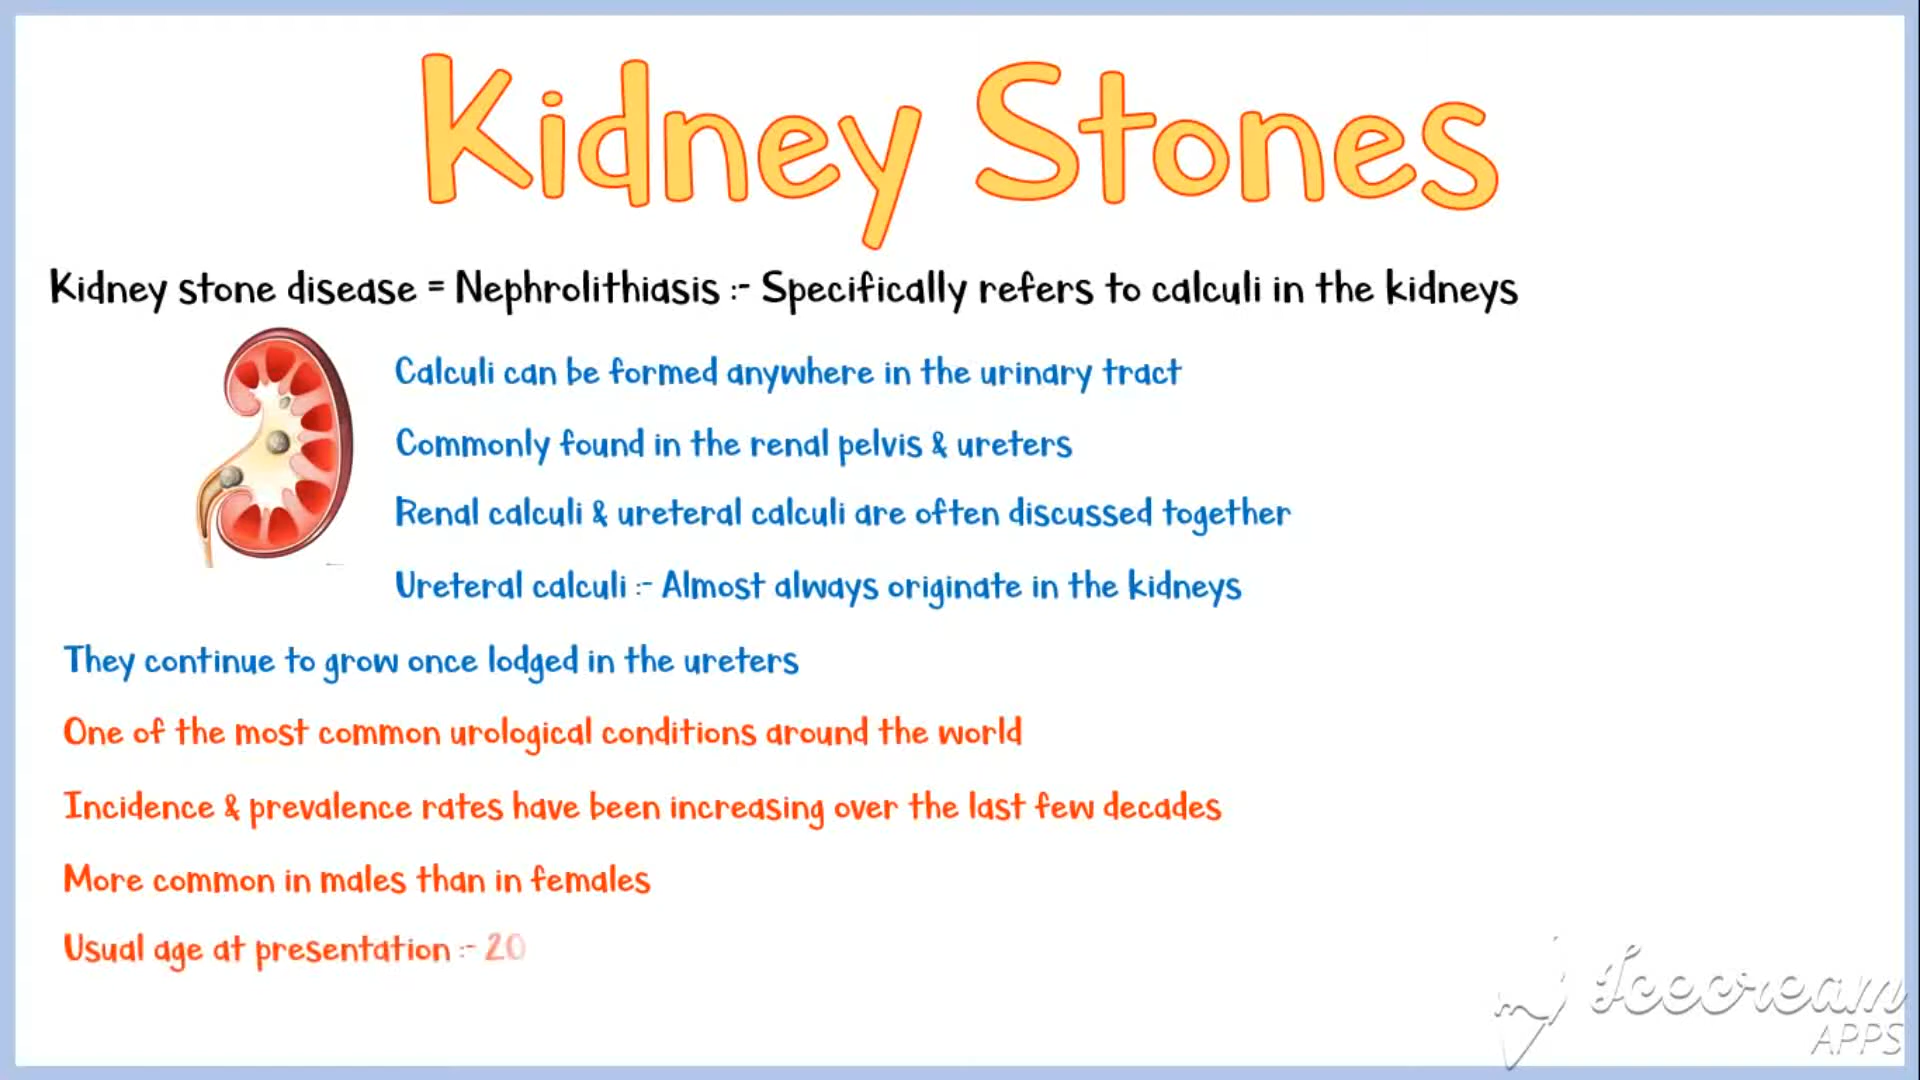 Kidney Stones
Kidney stone disease = Nephrolithiasis :- Specifically refers to calculi in the kidneys
Calculi can be formed anywhere in the urinary tract
Commonly found in the renal pelvis & ureters
Renal calculi & ureteral calculi are often discussed together
Ureteral calculi :- Almost always originate in the kidneys
They continue to grow once lodged in the ureters
One of the most common urological conditions around the world
Incidence & prevalence rates have been increasing over the last few decades
More common in males than in females
Usual age at presentation :- 20
Icecream
APPS